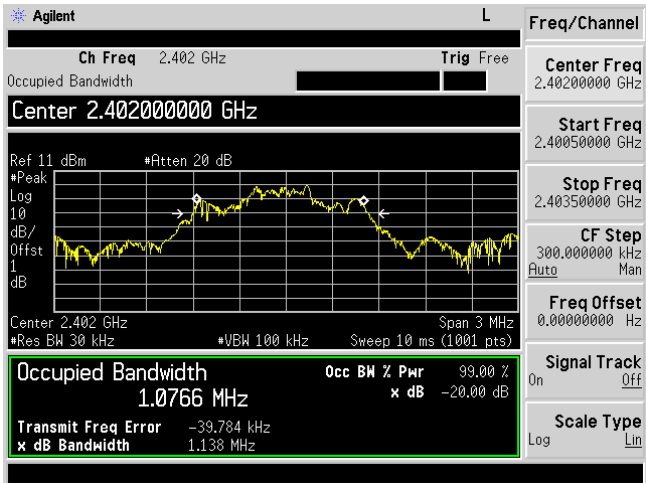 Agilent
L
Freq/Channel
Ch Freq 2.402 GHz
Trig Free
Occupied Bandwidth
Center 2.402000000 GHz
Ref 11 dBm #Atten 20 dB
#Peak
Log
10
dB/
Offst
1
dB
Center 2.402 GHz Span 3 MHz
#Res BW 30 kHz #VBW 100 kHz Sweep 10 ms (1001 pts)
Occupied Bandwidth
1.0766 MHz
Occ BW % Pwr 99.00 %
x dB -20.00 dB
Transmit Freq Error -39.784 kHz
x dB Bandwidth 1.138 MHz
Center Freq
2.40200000 GHz
Start Freq
2.40050000 GHz
Stop Freq
2.40350000 GHz
CF Step
300.000000 kHz
Auto Man
Freq Offset
0.00000000 Hz
Signal Track
On Off
Scale Type
Log Lin